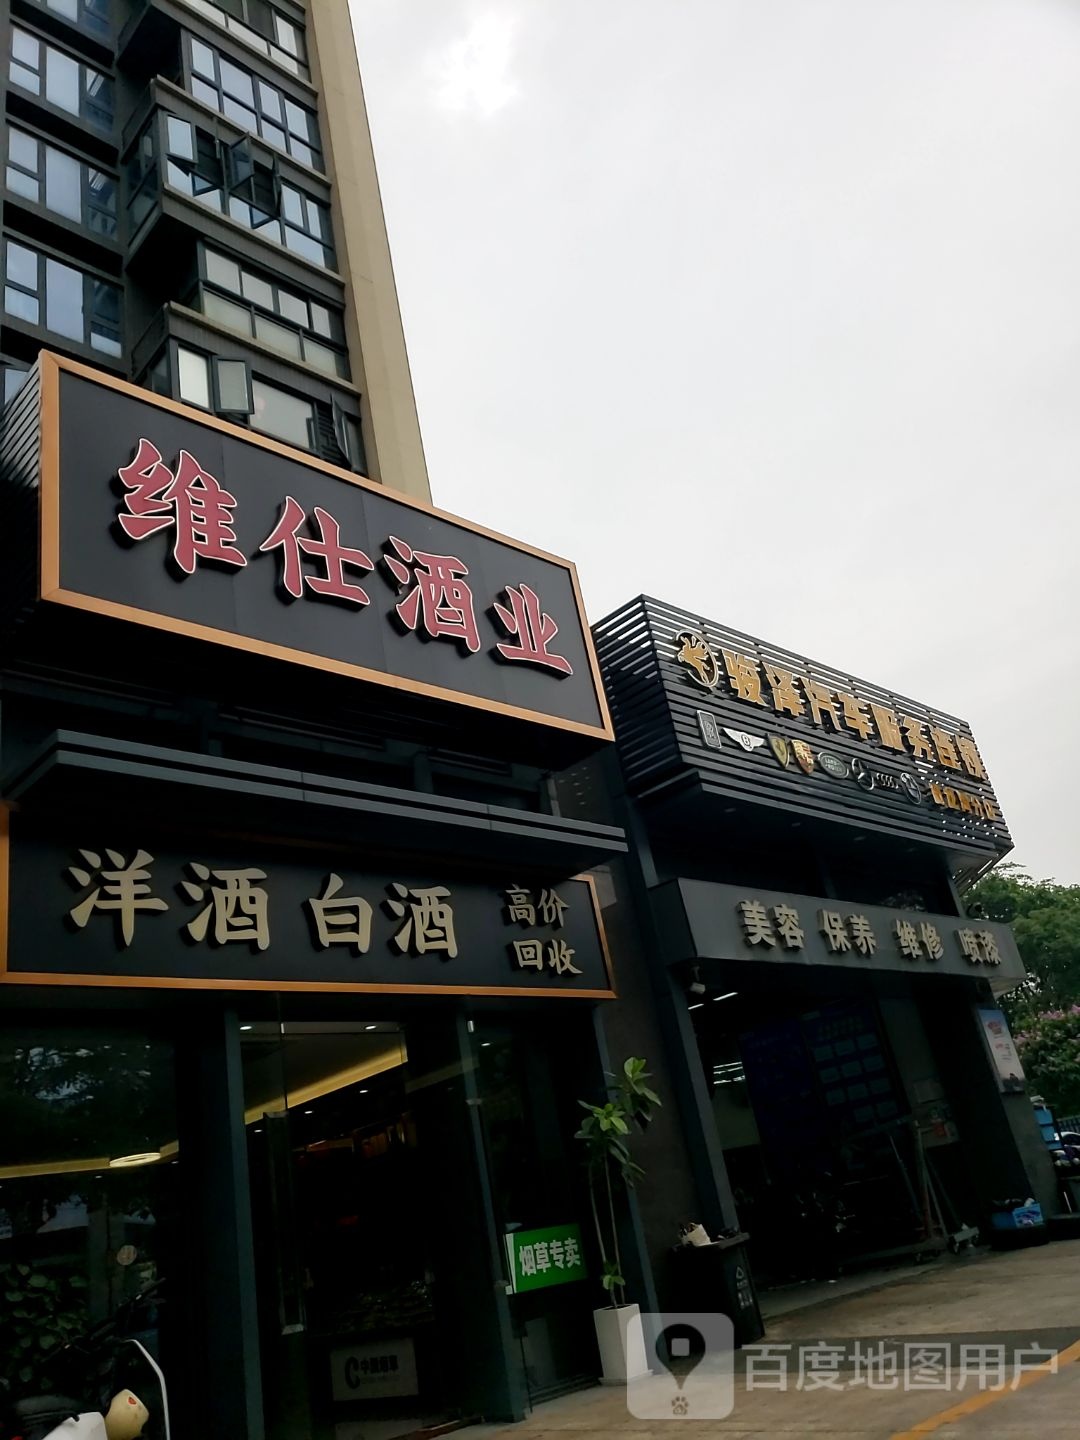 维仕酒业
洋酒 白酒 高价
回收
骏泽汽车服务连锁
美容 保养 维修 喷漆
烟草专卖
百度地图用户